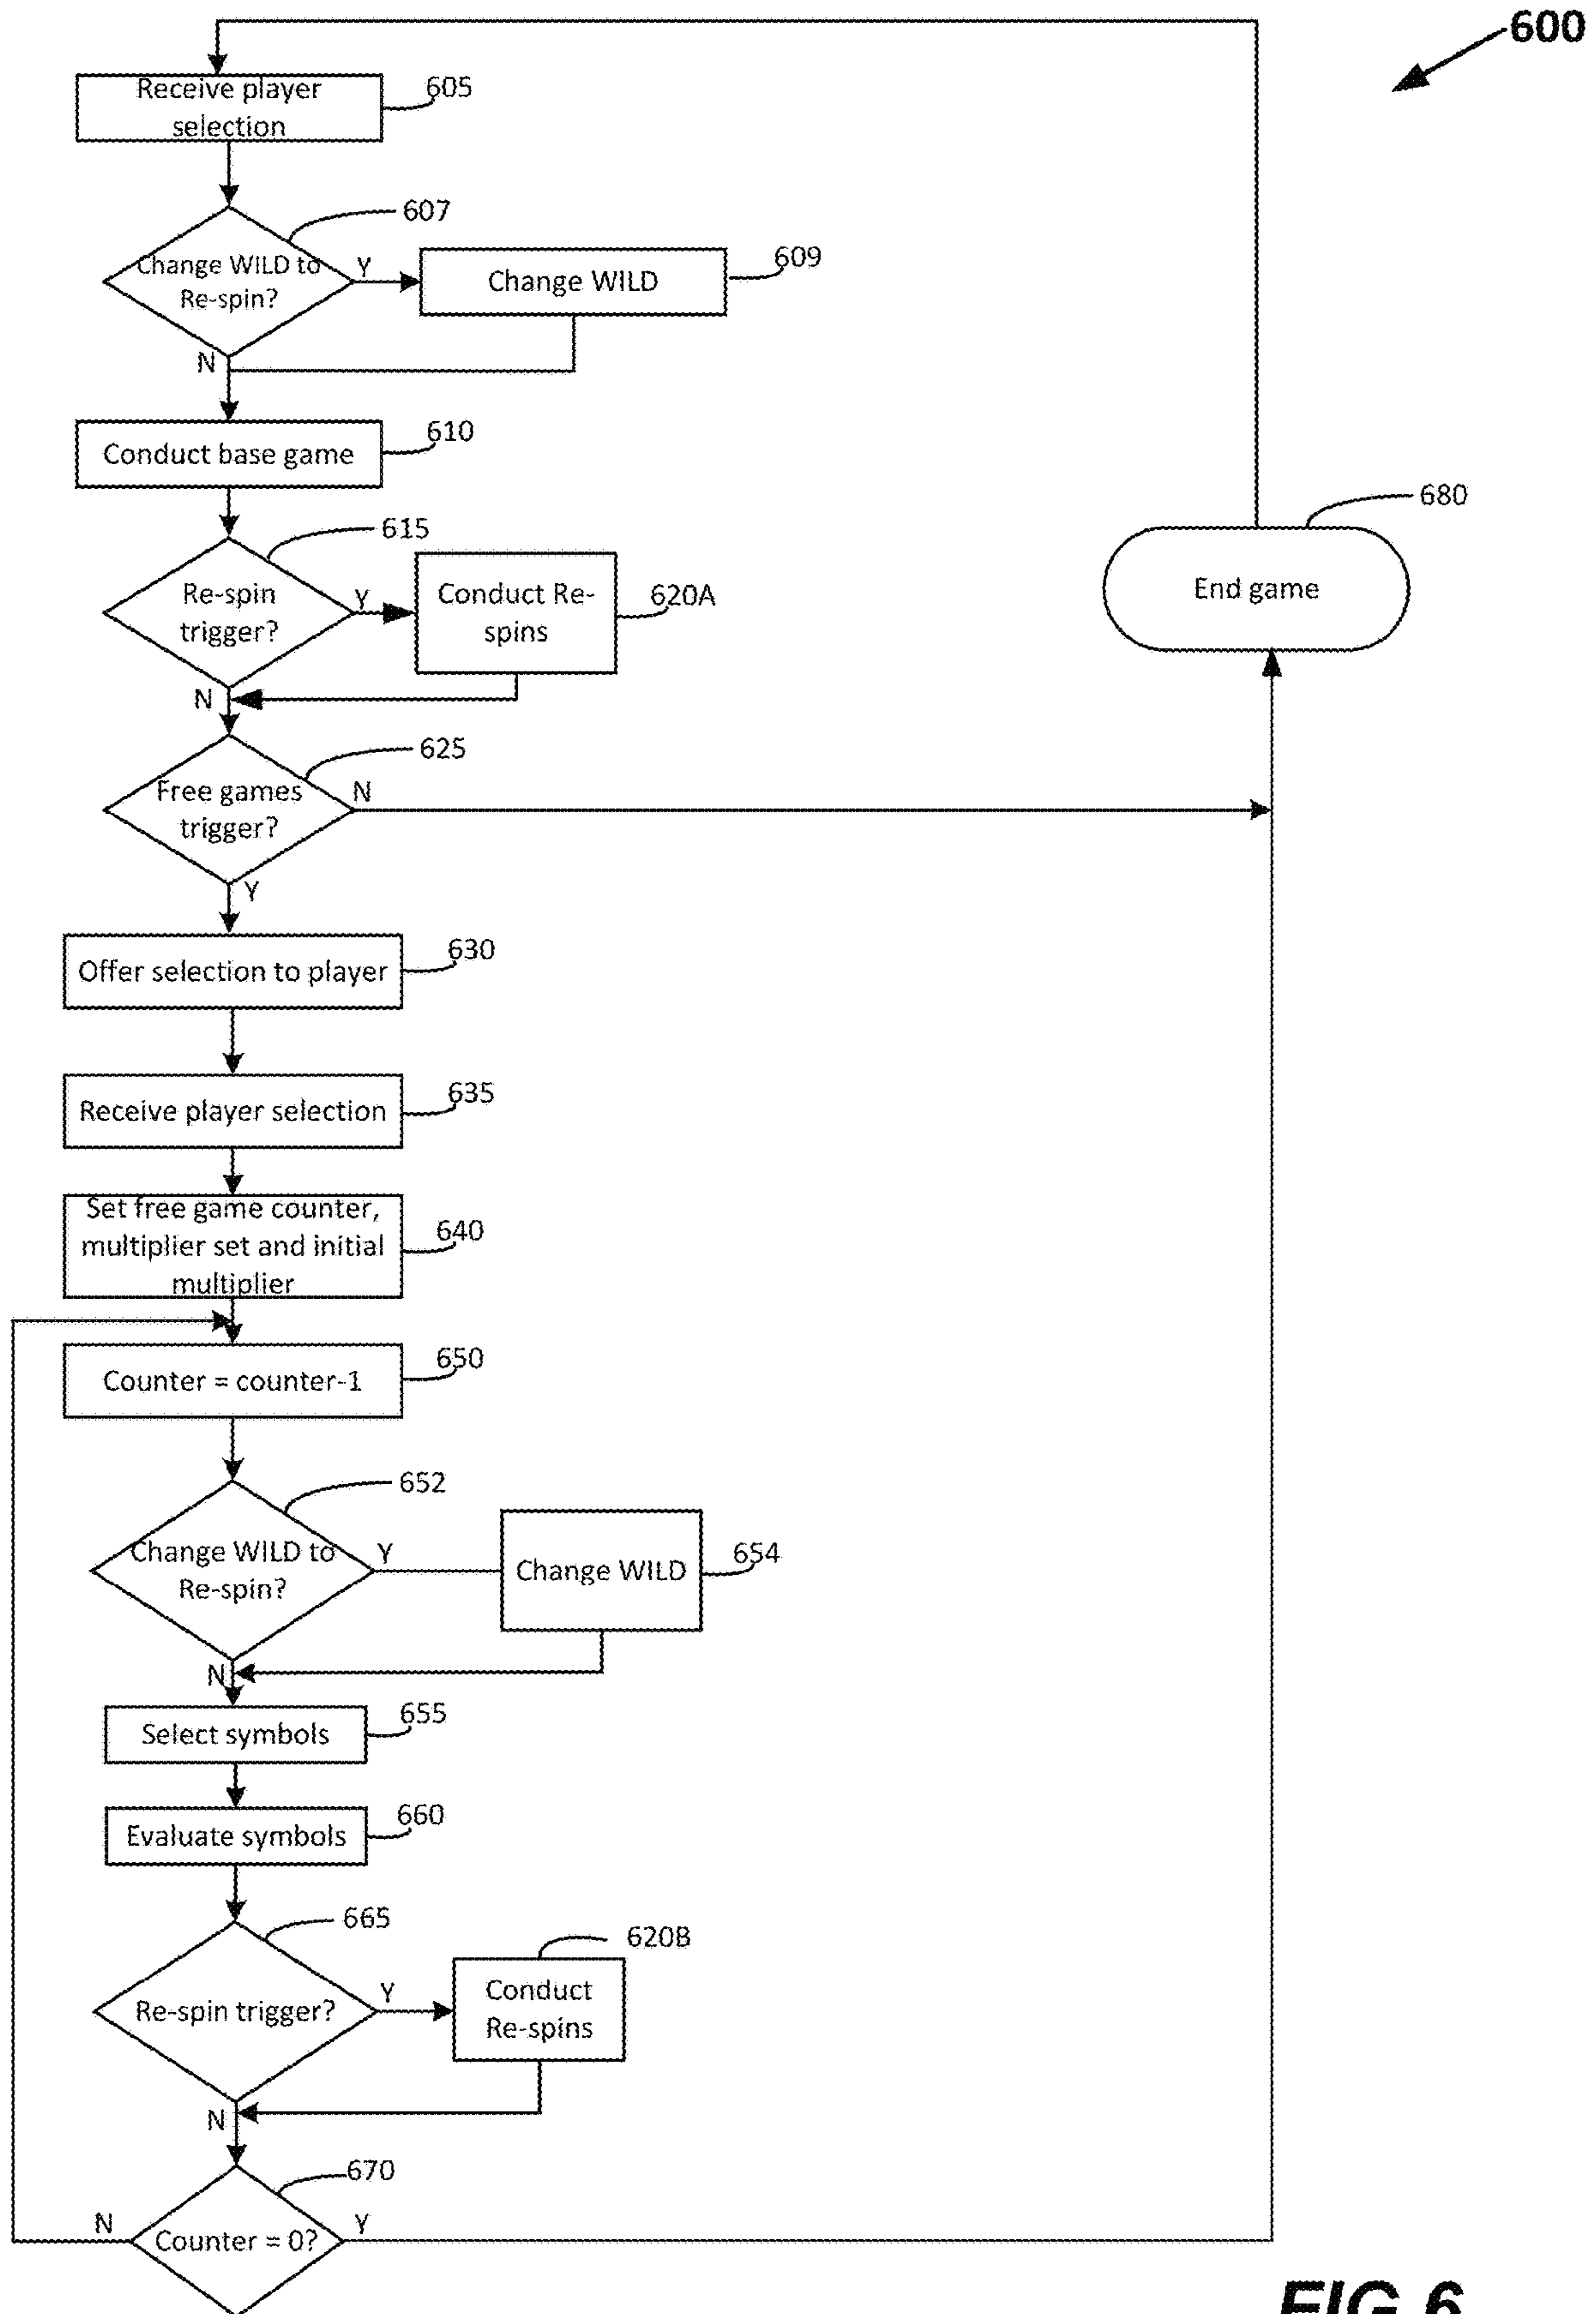 600
Receive player
selection
605
607
Change WILD to
Re-spin?
Y
Change WILD
609
N
Conduct base game
610
615
Re-spin
trigger?
Y
Conduct Re-
spins
620A
680
End game
N
625
Free games
trigger?
N
Y
Offer selection to player
630
Receive player selection
635
Set free game counter,
multiplier set and initial
multiplier
640
Counter = counter-1
650
652
Change WILD to
Re-spin?
Y
Change WILD
654
N
Select symbols
655
Evaluate symbols
660
665
Re-spin trigger?
Y
Conduct
Re-spins
620B
N
670
N
Counter = 0?
Y
FIG 6